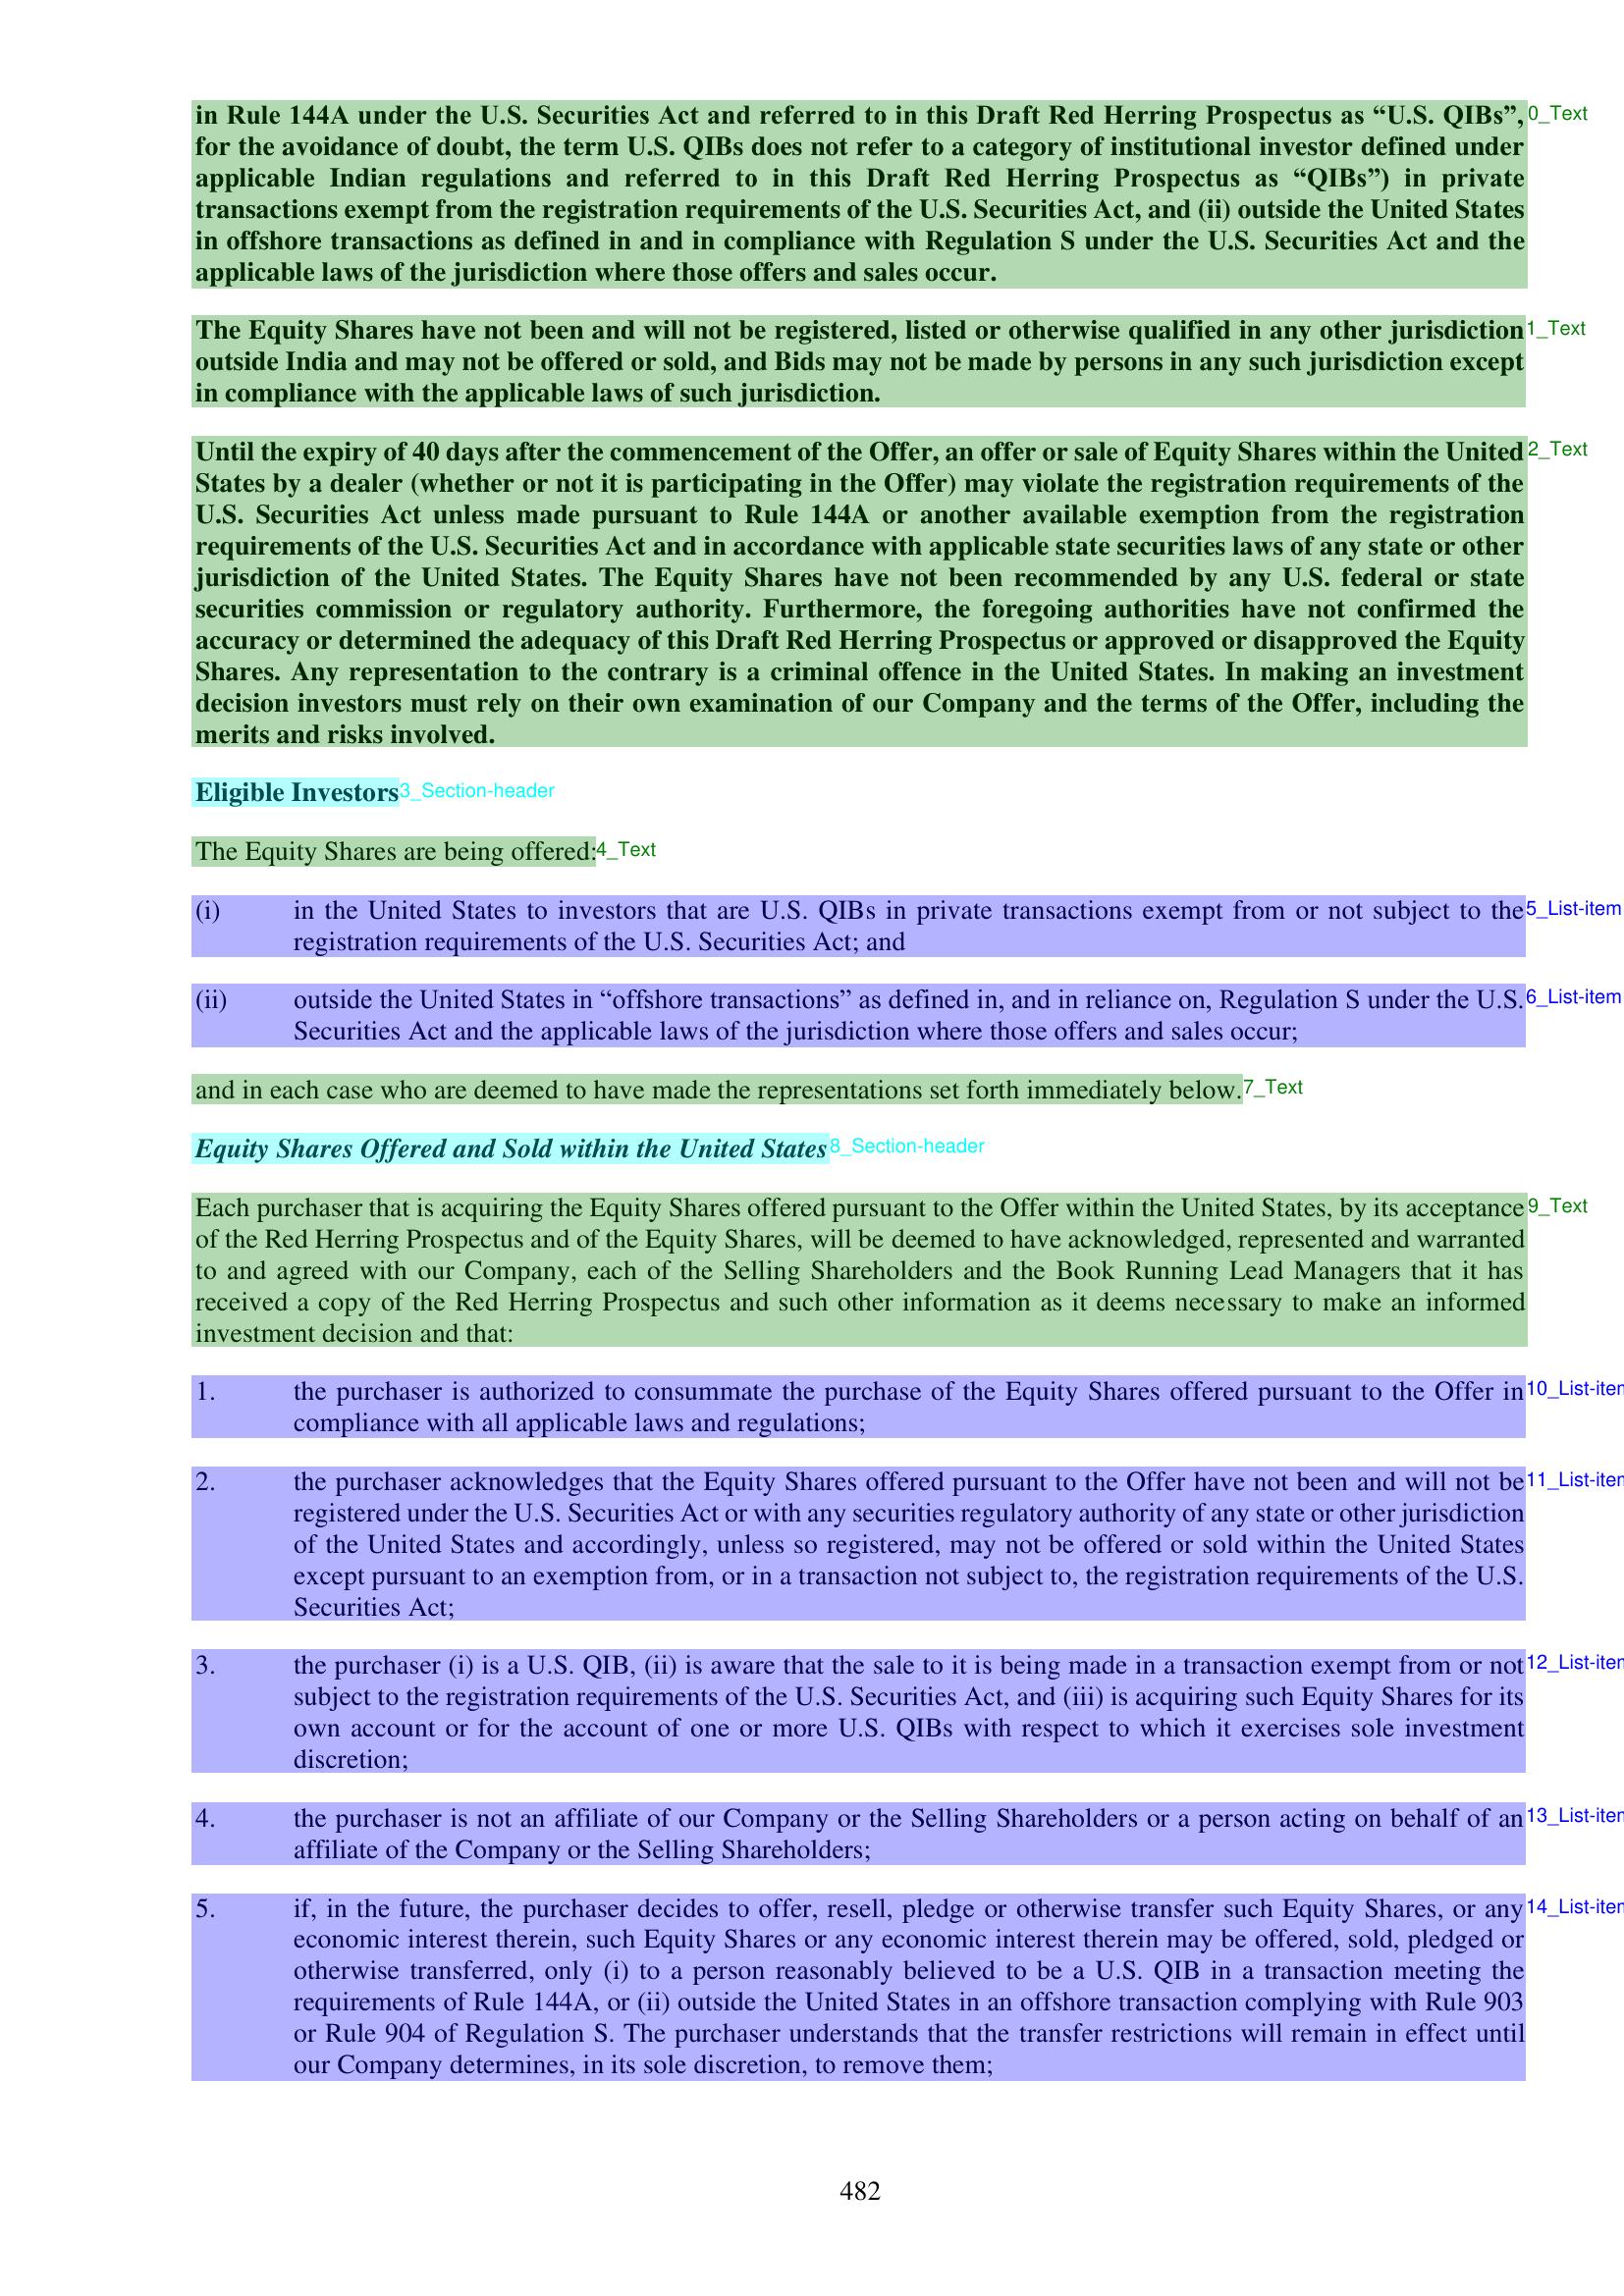 in Rule 144A under the U.S. Securities Act and referred to in this Draft Red Herring Prospectus as “U.S. QIBs”, 0_Text
for the avoidance of doubt, the term U.S. QIBs does not refer to a category of institutional investor defined under
applicable Indian regulations and referred to in this Draft Red Herring Prospectus as “QIBs”) in private
transactions exempt from the registration requirements of the U.S. Securities Act, and (ii) outside the United States
in offshore transactions as defined in and in compliance with Regulation S under the U.S. Securities Act and the
applicable laws of the jurisdiction where those offers and sales occur.
The Equity Shares have not been and will not be registered, listed or otherwise qualified in any other jurisdiction 1_Text
outside India and may not be offered or sold, and Bids may not be made by persons in any such jurisdiction except
in compliance with the applicable laws of such jurisdiction.
Until the expiry of 40 days after the commencement of the Offer, an offer or sale of Equity Shares within the United 2_Text
States by a dealer (whether or not it is participating in the Offer) may violate the registration requirements of the
U.S. Securities Act unless made pursuant to Rule 144A or another available exemption from the registration
requirements of the U.S. Securities Act and in accordance with applicable state securities laws of any state or other
jurisdiction of the United States. The Equity Shares have not been recommended by any U.S. federal or state
securities commission or regulatory authority. Furthermore, the foregoing authorities have not confirmed the
accuracy or determined the adequacy of this Draft Red Herring Prospectus or approved or disapproved the Equity
Shares. Any representation to the contrary is a criminal offence in the United States. In making an investment
decision investors must rely on their own examination of our Company and the terms of the Offer, including the
merits and risks involved.
Eligible Investors 3_Section-header
The Equity Shares are being offered: 4_Text
(i) in the United States to investors that are U.S. QIBs in private transactions exempt from or not subject to the 5_List-item
registration requirements of the U.S. Securities Act; and
(ii) outside the United States in “offshore transactions” as defined in, and in reliance on, Regulation S under the U.S. 6_List-item
Securities Act and the applicable laws of the jurisdiction where those offers and sales occur;
and in each case who are deemed to have made the representations set forth immediately below. 7_Text
Equity Shares Offered and Sold within the United States 8_Section-header
Each purchaser that is acquiring the Equity Shares offered pursuant to the Offer within the United States, by its acceptance 9_Text
of the Red Herring Prospectus and of the Equity Shares, will be deemed to have acknowledged, represented and warranted
to and agreed with our Company, each of the Selling Shareholders and the Book Running Lead Managers that it has
received a copy of the Red Herring Prospectus and such other information as it deems necessary to make an informed
investment decision and that:
1. the purchaser is authorized to consummate the purchase of the Equity Shares offered pursuant to the Offer in 10_List-iter
compliance with all applicable laws and regulations;
2. the purchaser acknowledges that the Equity Shares offered pursuant to the Offer have not been and will not be 11_List-iter
registered under the U.S. Securities Act or with any securities regulatory authority of any state or other jurisdiction
of the United States and accordingly, unless so registered, may not be offered or sold within the United States
except pursuant to an exemption from, or in a transaction not subject to, the registration requirements of the U.S.
Securities Act;
3. the purchaser (i) is a U.S. QIB, (ii) is aware that the sale to it is being made in a transaction exempt from or not 12_List-iter
subject to the registration requirements of the U.S. Securities Act, and (iii) is acquiring such Equity Shares for its
own account or for the account of one or more U.S. QIBs with respect to which it exercises sole investment
discretion;
4. the purchaser is not an affiliate of our Company or the Selling Shareholders or a person acting on behalf of an 13_List-iter
affiliate of the Company or the Selling Shareholders;
5. if, in the future, the purchaser decides to offer, resell, pledge or otherwise transfer such Equity Shares, or any 14_List-iter
economic interest therein, such Equity Shares or any economic interest therein may be offered, sold, pledged or
otherwise transferred, only (i) to a person reasonably believed to be a U.S. QIB in a transaction meeting the
requirements of Rule 144A, or (ii) outside the United States in an offshore transaction complying with Rule 903
or Rule 904 of Regulation S. The purchaser understands that the transfer restrictions will remain in effect until
our Company determines, in its sole discretion, to remove them;
482